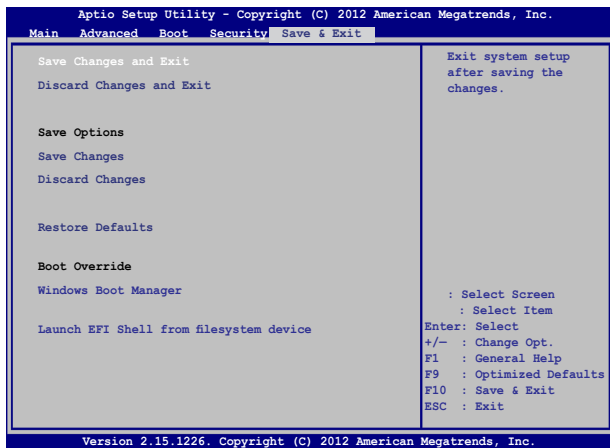 Aptio Setup Utility - Copyright (C) 2012 American Megatrends, Inc.
Main Advanced Boot Security Save & Exit
Save Changes and Exit
Discard Changes and Exit
Save Options
Save Changes
Discard Changes
Restore Defaults
Boot Override
Windows Boot Manager
Launch EFI Shell from filesystem device
Exit system setup
after saving the
changes.
: Select Screen
: Select Item
Enter: Select
+/— : Change Opt.
F1 : General Help
F9 : Optimized Defaults
F10 : Save & Exit
ESC : Exit
Version 2.15.1226. Copyright (C) 2012 American Megatrends, Inc.